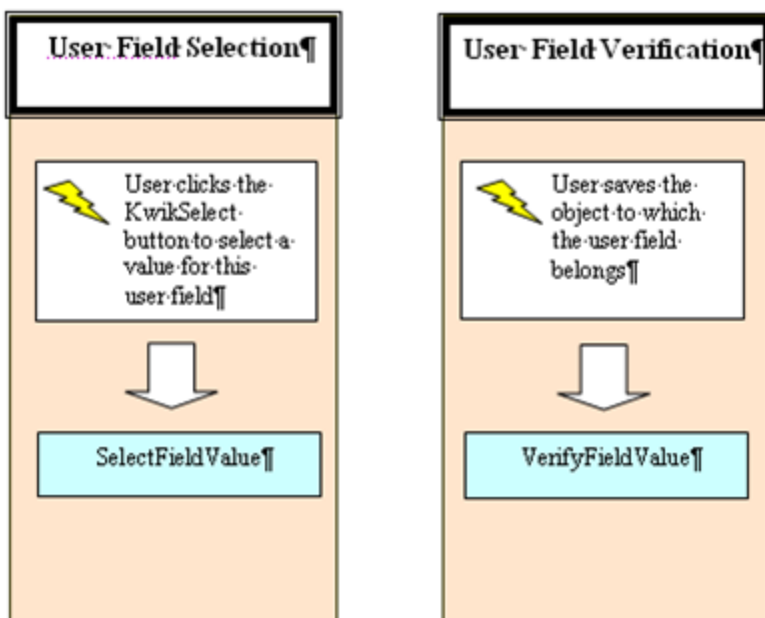 User Field Selection¶
User clicks the
KwikSelect
button to select a
value for this
user field¶
SelectFieldValue¶
User Field Verification¶
User saves the
object to which
the user field
belongs¶
VerifyFieldValue¶